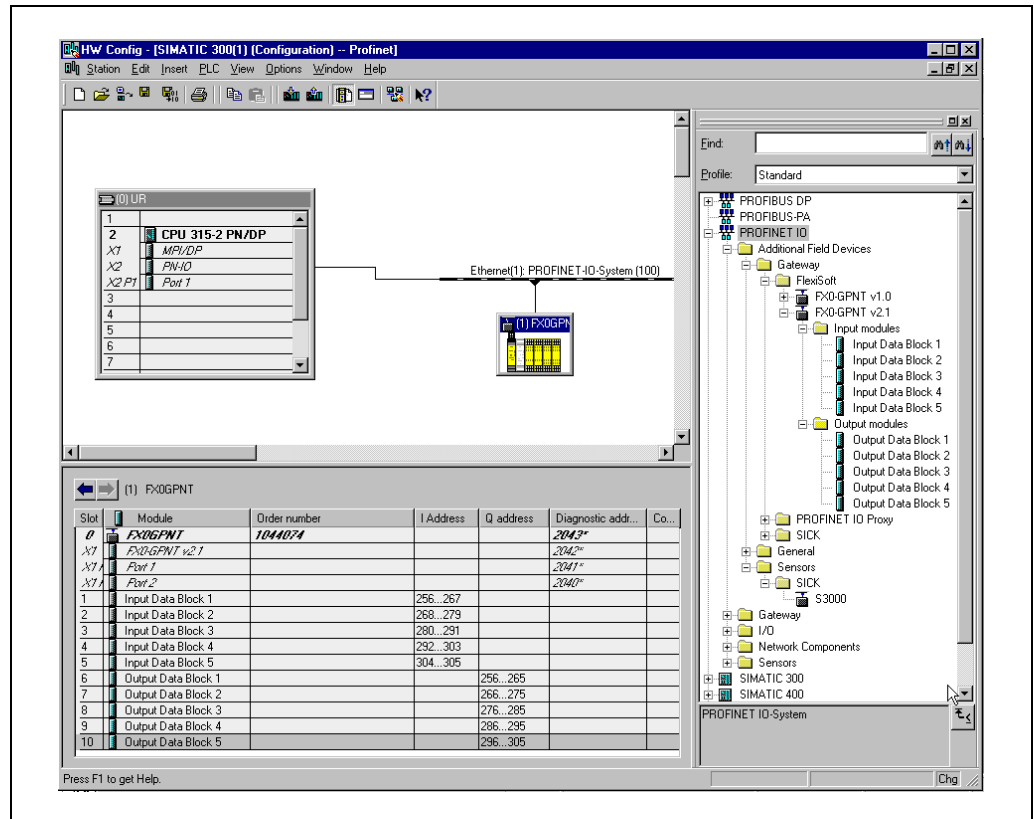 HW Config - [SIMATIC 300(1) (Configuration) -- Profinet]
Station Edit Insert PLC View Options Window Help
(0) UR
1
2 CPU 315-2 PN/DP
X1 MPI/DP
X2 PN-IO
X2 P1 Port 1
3
4
5
6
7
Ethernet(1): PROFINET-IO-System (100)
(1) FX0GPN
Find:
Profile: Standard
PROFIBUS DP
PROFIBUS-PA
PROFINET IO
Additional Field Devices
Gateway
FlexiSoft
FX0-GPNT v1.0
FX0-GPNT v2.1
Input modules
Input Data Block 1
Input Data Block 2
Input Data Block 3
Input Data Block 4
Input Data Block 5
Output modules
Output Data Block 1
Output Data Block 2
Output Data Block 3
Output Data Block 4
Output Data Block 5
PROFINET IO Proxy
SICK
General
Sensors
SICK
S3000
Gateway
I/O
Network Components
Sensors
SIMATIC 300
SIMATIC 400
PROFINET IO-System
(1) FX0GPNT
Slot Module Order number I Address Q address Diagnostic addr... Co...
0 FX0GPNT 1044074 2043*
X1 FX0-GPNT v2.1 2042*
X1 Port 1 2041*
X1 Port 2 2040*
1 Input Data Block 1 256...267
2 Input Data Block 2 268...279
3 Input Data Block 3 280...291
4 Input Data Block 4 292...303
5 Input Data Block 5 304...305
6 Output Data Block 1 256...265
7 Output Data Block 2 266...275
8 Output Data Block 3 276...285
9 Output Data Block 4 286...295
10 Output Data Block 5 296...305
Press F1 to get Help.
Chg